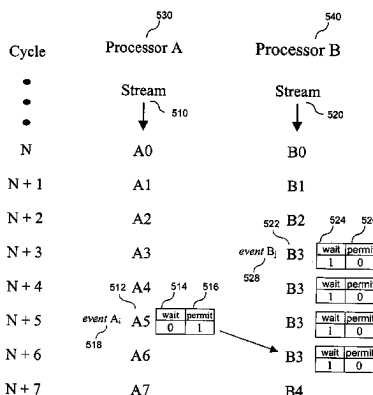 530
540
Cycle
Processor A
Processor B
Stream
510
Stream
520
N
A0
B0
N + 1
A1
B1
N + 2
A2
522
B2
524
N + 3
A3
event Bj
528
B3
wait permit
1 0
N + 4
512
A4
514
516
B3
wait permit
1 0
N + 5
event Ai
518
A5
wait permit
0 1
B3
wait permit
1 0
N + 6
A6
B3
wait permit
1 0
N + 7
A7
B4